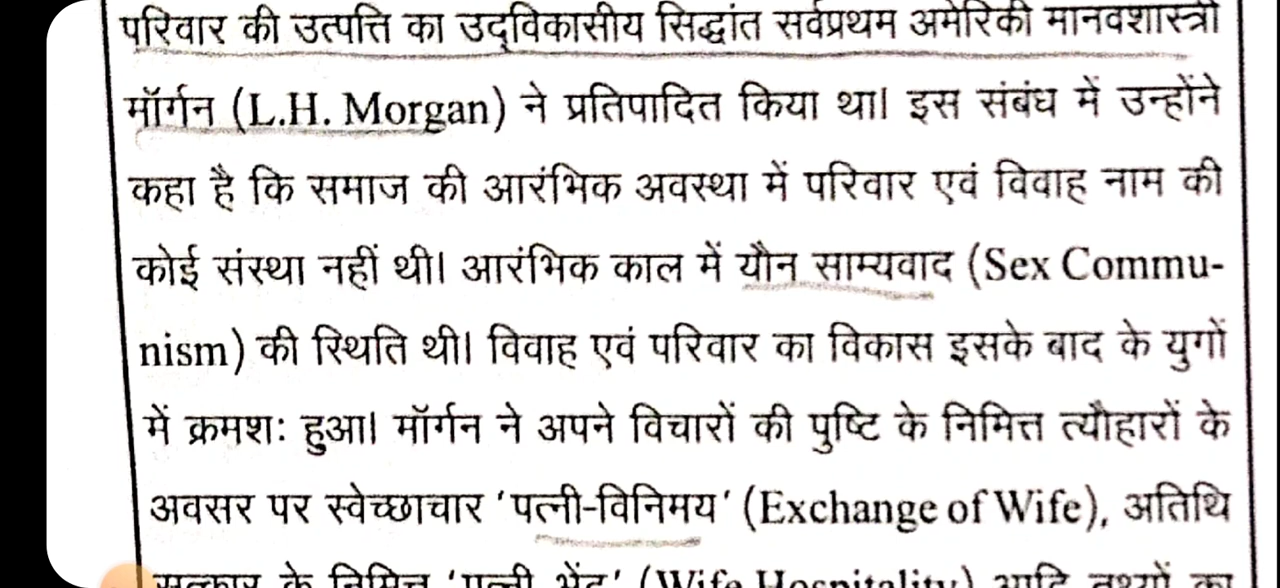 परिवार की उत्पत्ति का उद्‌विकासीय सिद्धांत सर्वप्रथम अमेरिकी मानवशास्त्री
मॉर्गन (L.H. Morgan) ने प्रतिपादित किया था। इस संबंध में उन्होंने
कहा है कि समाज की आरंभिक अवस्था में परिवार एवं विवाह नाम की
कोई संस्था नहीं थी। आरंभिक काल में यौन साम्यवाद (Sex Commu-
nism) की स्थिति थी। विवाह एवं परिवार का विकास इसके बाद के युगों
में क्रमशः हुआ। मॉर्गन ने अपने विचारों की पुष्टि के निमित्त त्यौहारों के
अवसर पर स्वेच्छाचार 'पत्नी-विनिमय' (Exchange of Wife), अतिथि
सत्कार के निमित्त 'पत्नी भेंट' (Wife Hospitality) आदि तथ्यों का